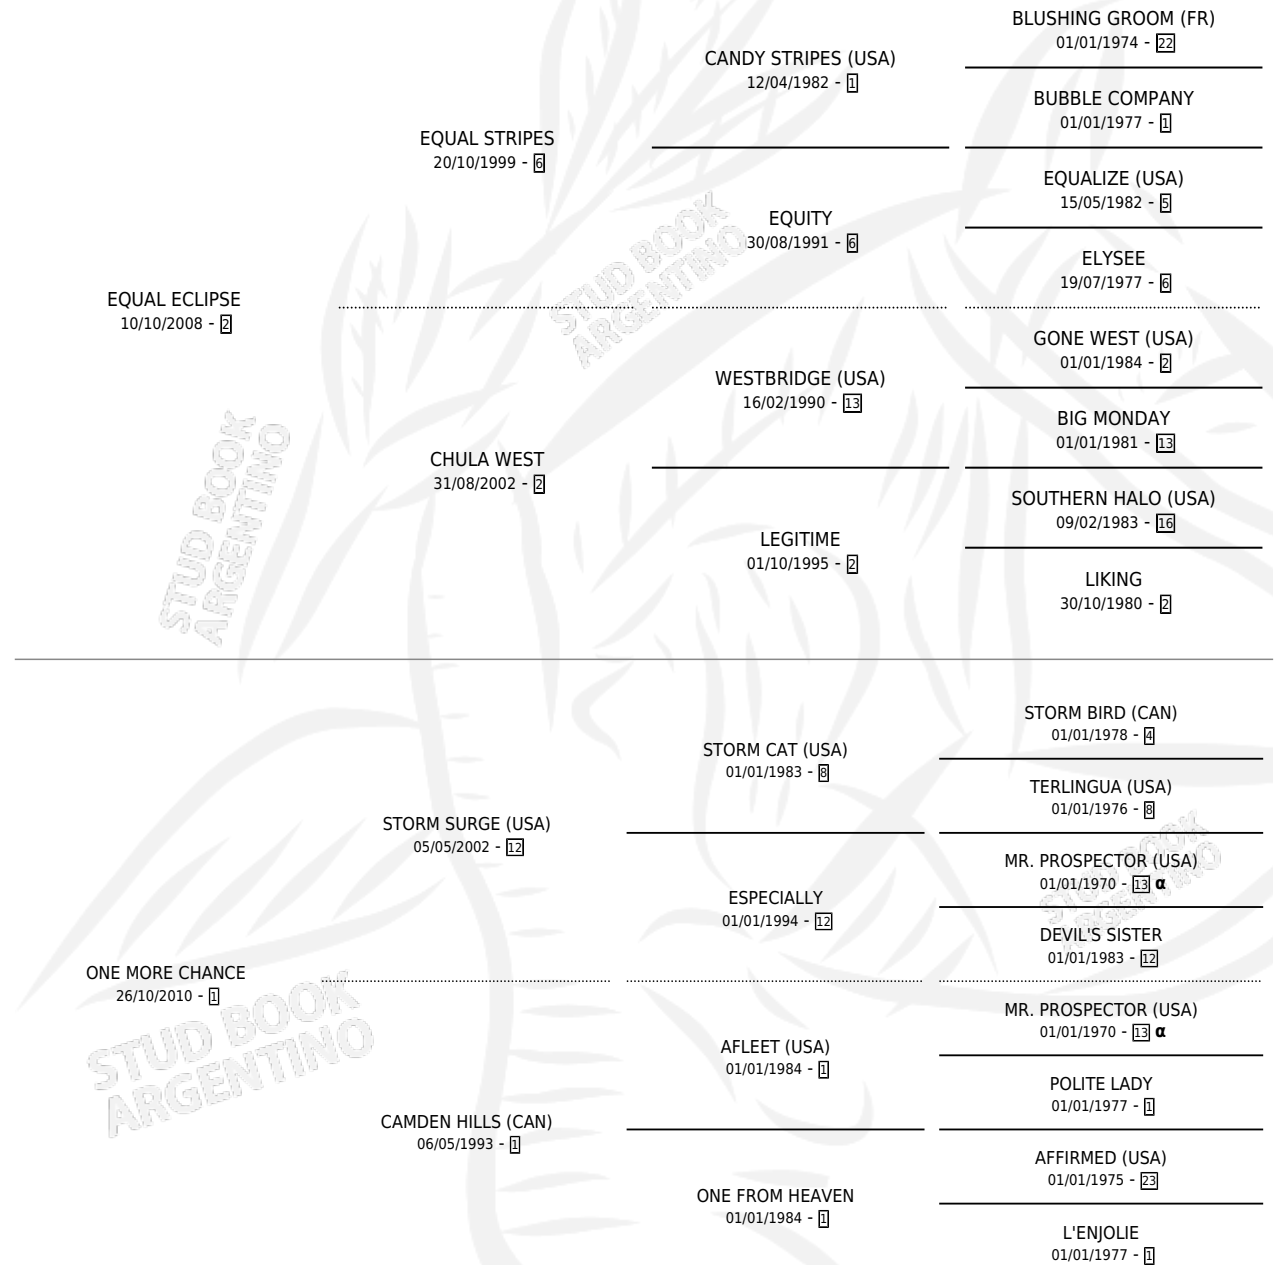 BLUSHING GROOM (FR)
01/01/1974 - 22
CANDY STRIPES (USA)
12/04/1982 - 1
BUBBLE COMPANY
01/01/1977 - 1
EQUAL STRIPES
20/10/1999 - 6
EQUALIZE (USA)
15/05/1982 - 5
EQUITY
30/08/1991 - 6
ELYSEE
19/07/1977 - 6
EQUAL ECLIPSE
10/10/2008 - 2
GONE WEST (USA)
01/01/1984 - 2
WESTBRIDGE (USA)
16/02/1990 - 13
BIG MONDAY
01/01/1981 - 13
CHULA WEST
31/08/2002 - 2
SOUTHERN HALO (USA)
09/02/1983 - 16
LEGITIME
01/10/1995 - 2
LIKING
30/10/1980 - 2
STORM BIRD (CAN)
01/01/1978 - 4
STORM CAT (USA)
01/01/1983 - 8
TERLINGUA (USA)
01/01/1976 - 8
STORM SURGE (USA)
05/05/2002 - 12
MR. PROSPECTOR (USA)
01/01/1970 - 13 α
ESPECIALLY
01/01/1994 - 12
DEVIL'S SISTER
01/01/1983 - 12
ONE MORE CHANCE
26/10/2010 - 1
MR. PROSPECTOR (USA)
01/01/1970 - 13 α
AFLEET (USA)
01/01/1984 - 1
POLITE LADY
01/01/1977 - 1
CAMDEN HILLS (CAN)
06/05/1993 - 1
AFFIRMED (USA)
01/01/1975 - 23
ONE FROM HEAVEN
01/01/1984 - 1
L'ENJOLIE
01/01/1977 - 1
STUD BOOK
ARGENTINO
STUD BOOK
ARGENTINO
STUD BOOK
ARGENTINO
STUD BOOK
ARGENTINO